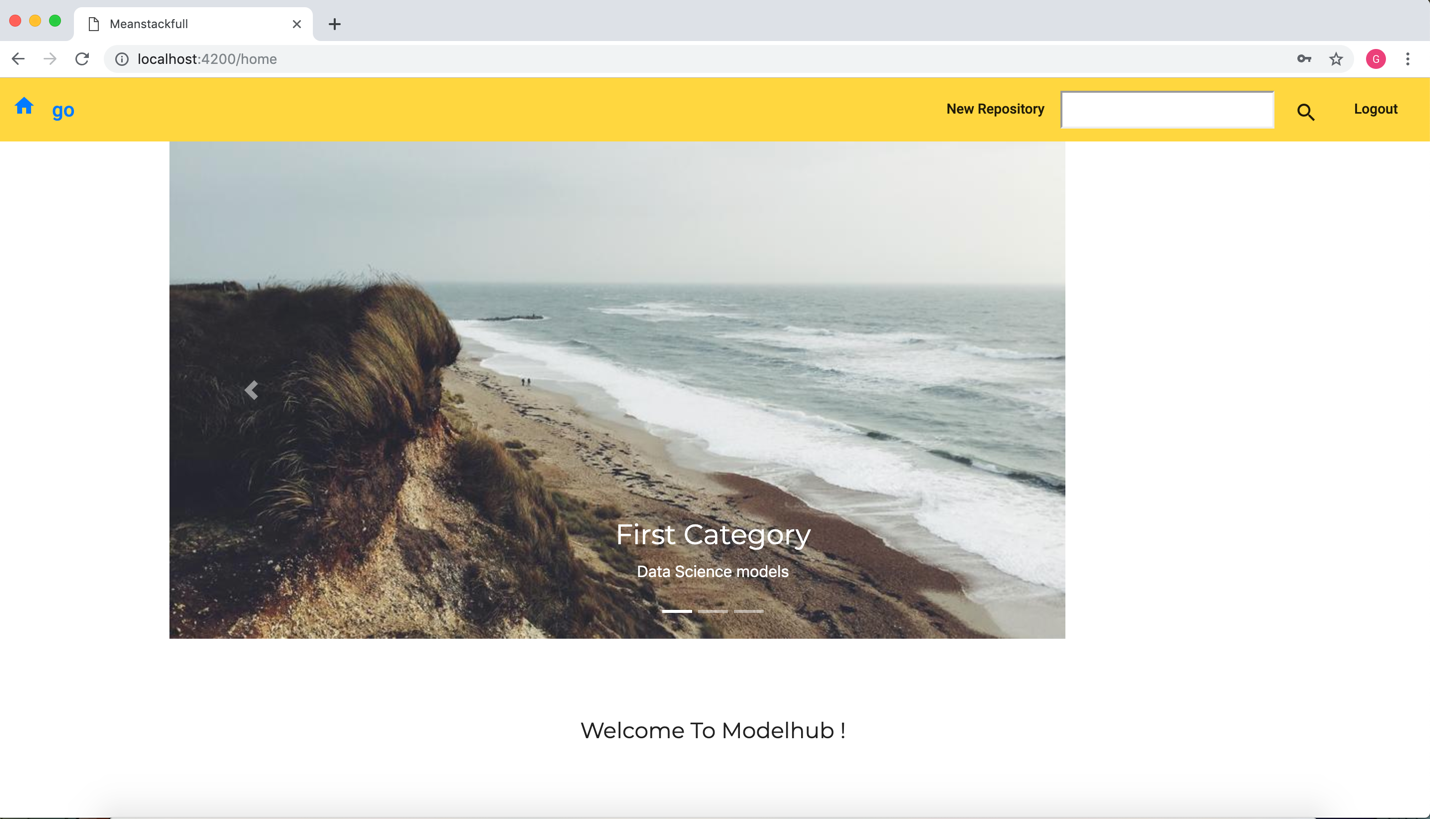 Meanstackfull
localhost:4200/home
G
go
New Repository
Logout
First Category
Data Science models
Welcome To Modelhub !